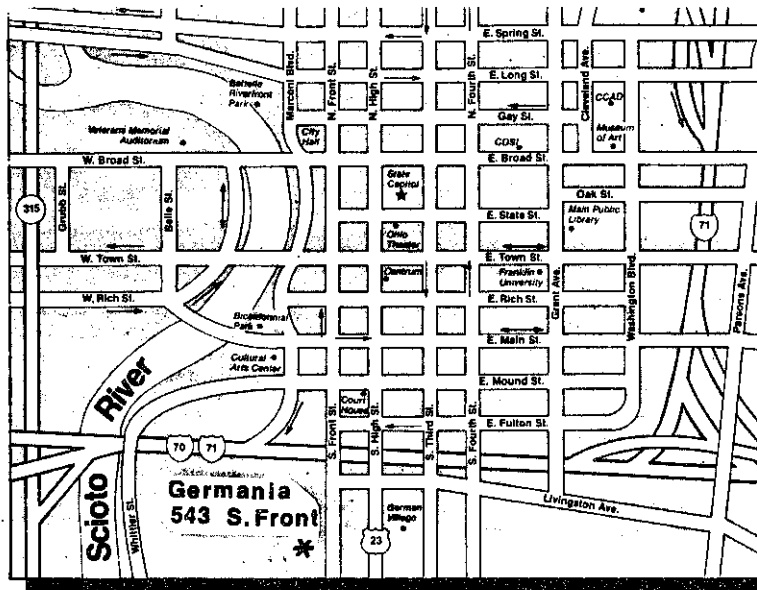 E. Spring St.
Marconi Blvd.
N. Front St.
N. High St.
N. Fourth St.
Cleveland Ave.
E. Long St.
Battelle
Riverfront
Park
CCAD
Gay St.
Veterans Memorial
Auditorium
City
Hall
CDSI
Museum
of Art
W. Broad St.
E. Broad St.
State
Capitol
Oak St.
315
Grubb St.
Belle St.
E. State St.
Main Public
Library
71
Ohio
Theater
W. Town St.
E. Town St.
Centrum
Franklin
University
Grant Ave.
Washington Blvd.
Parsons Ave.
W. Rich St.
E. Rich St.
Bicentennial
Park
E. Main St.
Cultural
Arts Center
River
E. Mound St.
Court
House
E. Fulton St.
S. Front St.
S. High St.
S. Third St.
S. Fourth St.
70
71
Scioto
Whittier St.
Germania
543 S. Front
Livingston Ave.
German
Village
23